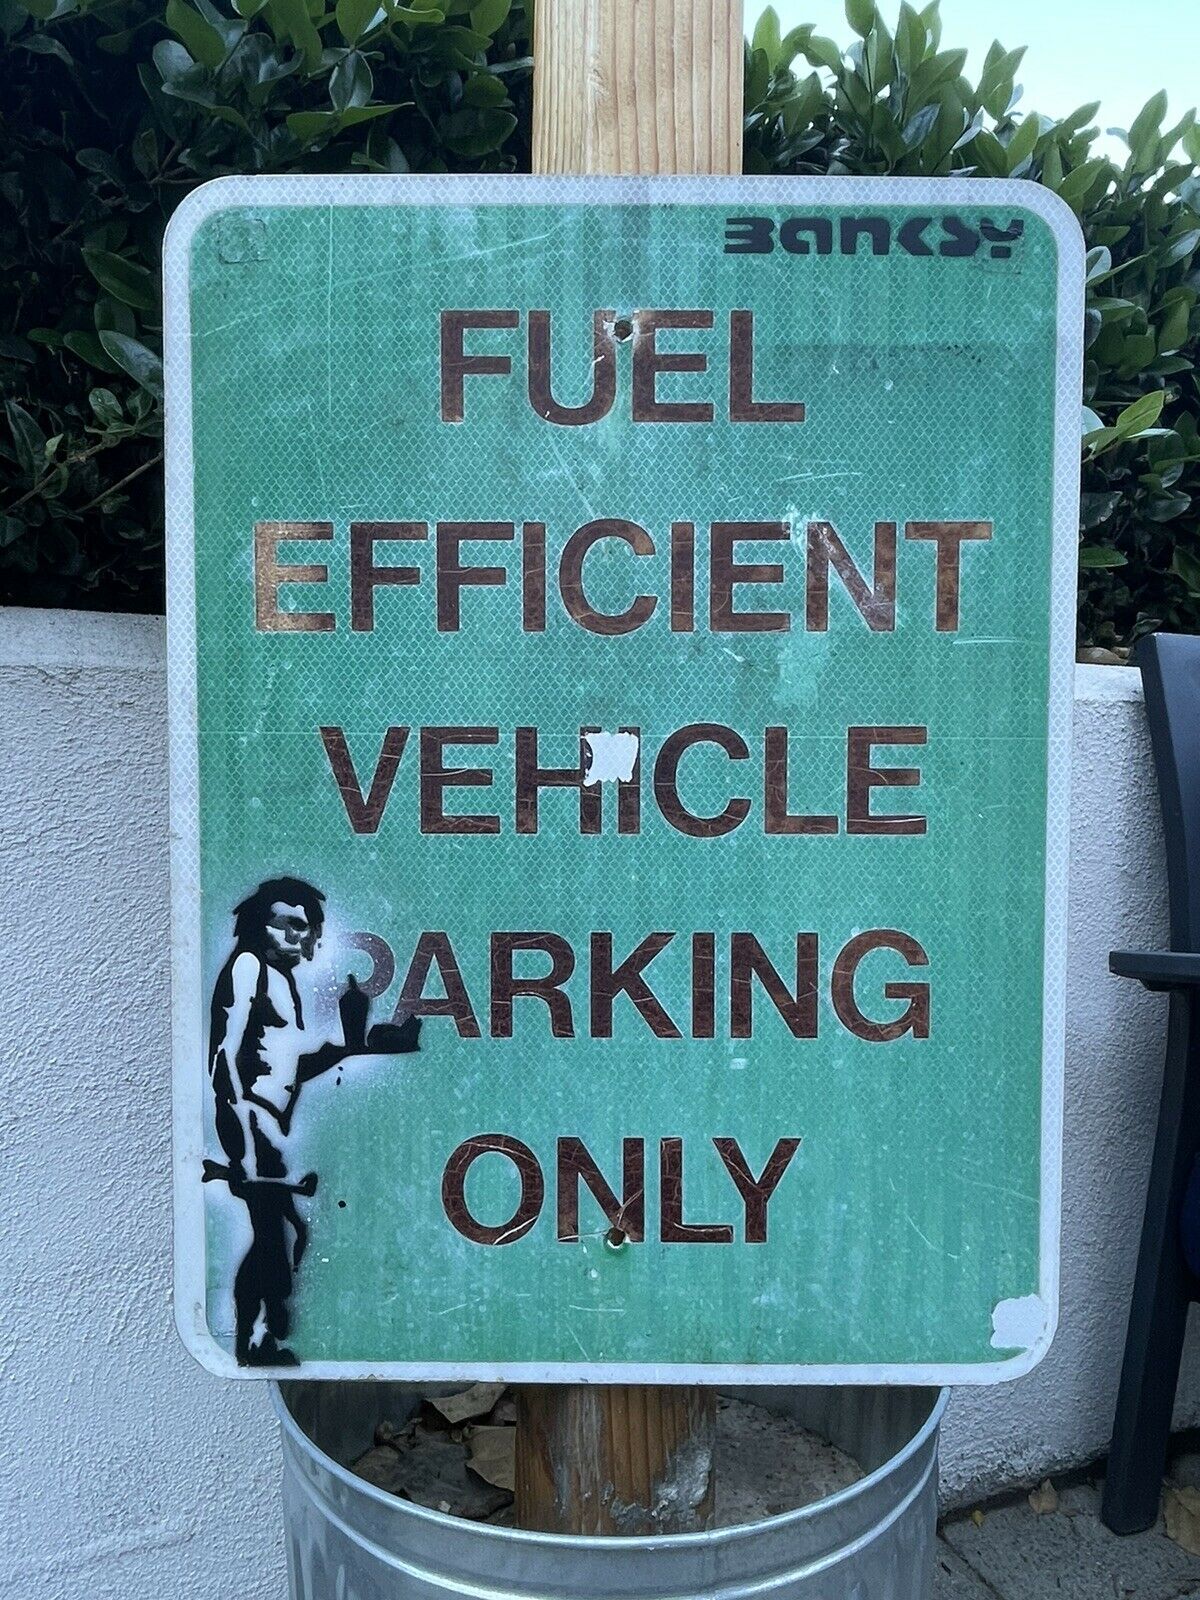 BANKSY
FUEL
EFFICIENT
VEHICLE
PARKING
ONLY